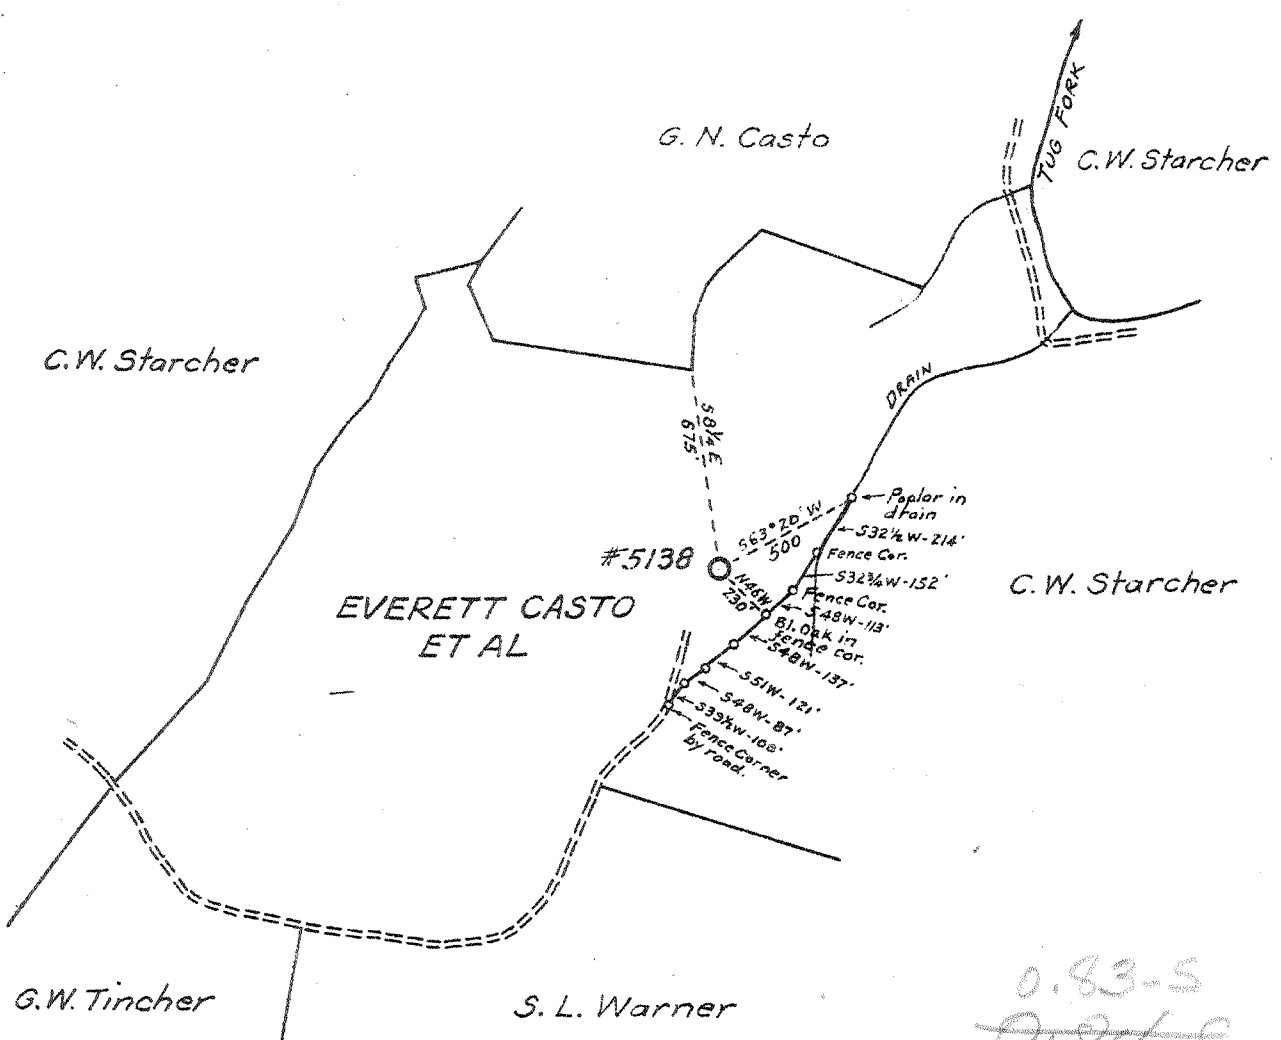 G. N. Casto
TUG FORK
C.W. Starcher
C.W. Starcher
DRAIN
S 8¼ E
675'
S63°20' W
500
Poplar in
drain
S32½W-214'
Fence Cor.
#5138
N46W
230'
S32¾W-152'
Fence Cor.
S48W-113'
Bl. Oak in
fence cor.
S48W-137'
S51W-121'
S48W-87'
S39½W-108'
Fence Corner
by road.
C.W. Starcher
EVERETT CASTO
ET AL
G.W. Tincher
S. L. Warner
0.83-S